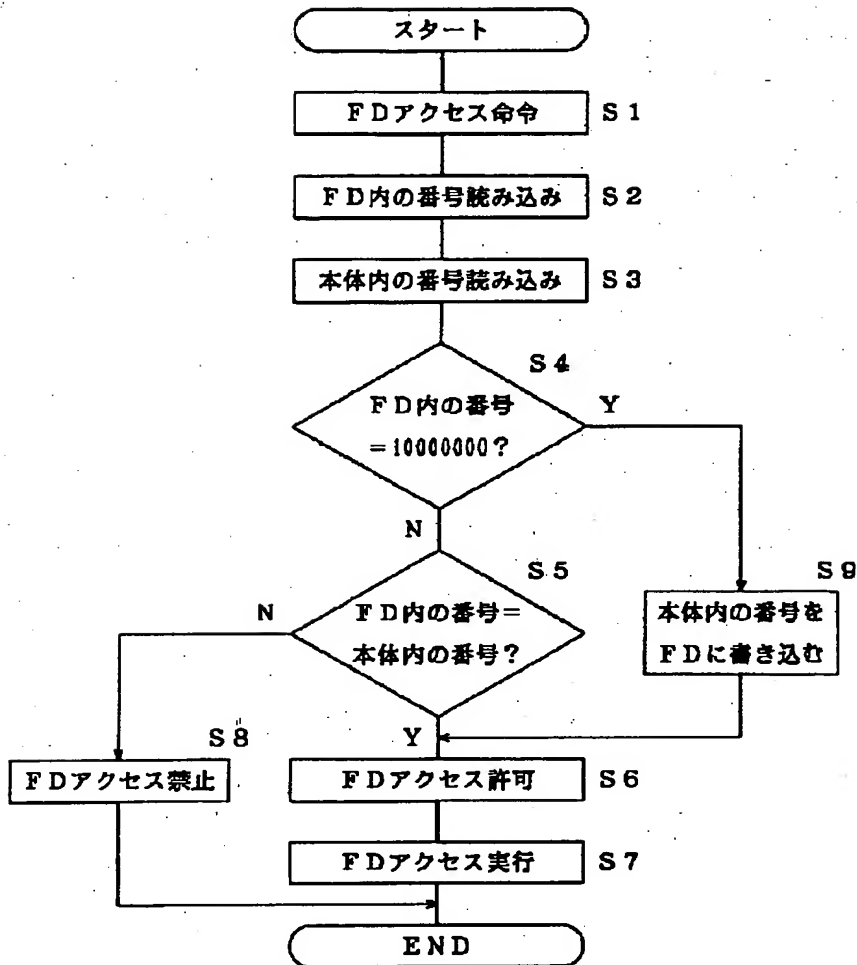 スタート
FDアクセス命令 S1
FD内の番号読み込み S2
本体内の番号読み込み S3
S4
FD内の番号
=10000000?
Y
N
S5
FD内の番号=
本体内の番号?
N
Y
S9
本体内の番号を
FDに書き込む
S8
FDアクセス禁止
FDアクセス許可 S6
FDアクセス実行 S7
END